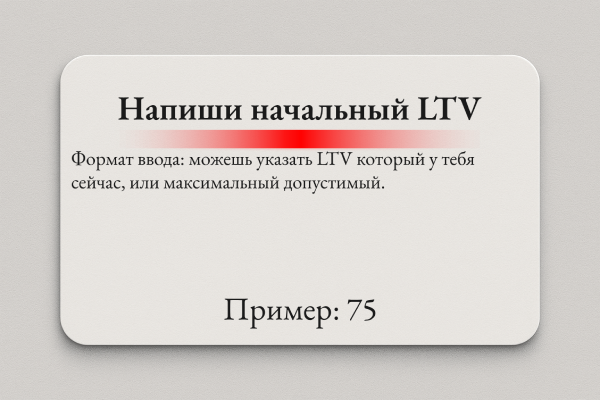 Напиши начальный LTV
Формат ввода: можешь указать LTV который у тебя
сейчас, или максимальный допустимый.
Пример: 75